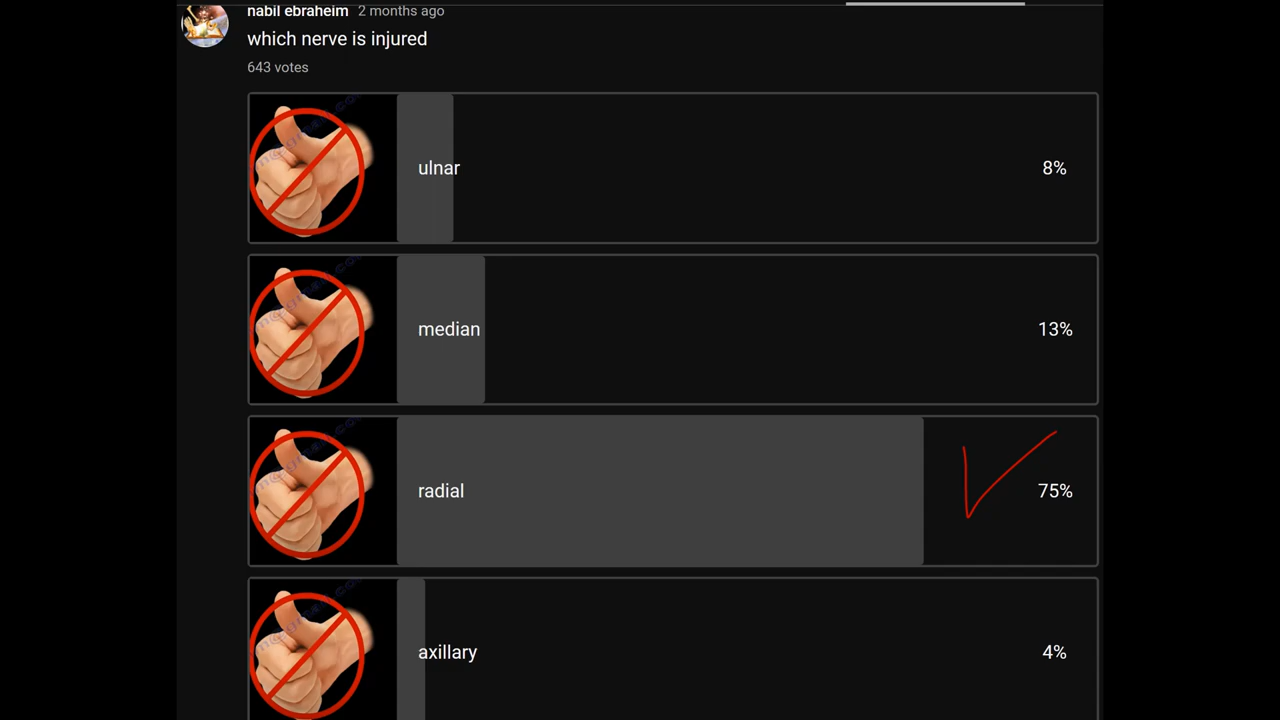 nabil ebraheim 2 months ago
which nerve is injured
643 votes
ulnar 8%
median 13%
radial 75%
axillary 4%